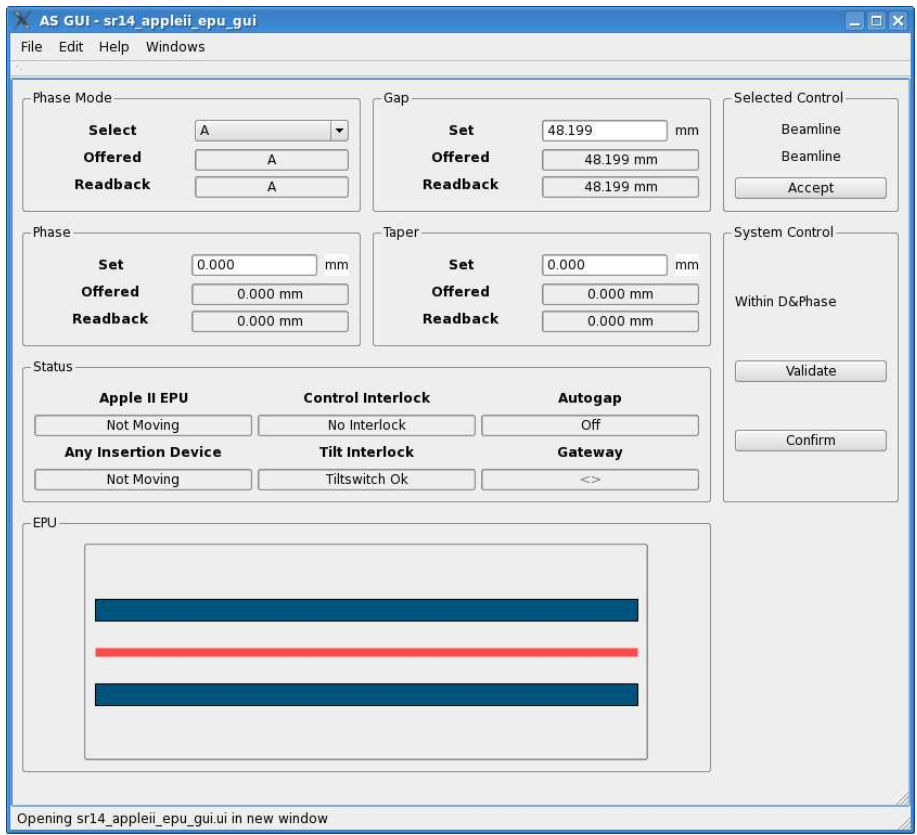 AS GUI - sr14_appleii_epu_gui
File Edit Help Windows
Phase Mode
Select A
Offered A
Readback A
Gap
Set 48.199 mm
Offered 48.199 mm
Readback 48.199 mm
Selected Control
Beamline
Beamline
Accept
Phase
Set 0.000 mm
Offered 0.000 mm
Readback 0.000 mm
Taper
Set 0.000 mm
Offered 0.000 mm
Readback 0.000 mm
System Control
Within D&Phase
Validate
Confirm
Status
Apple II EPU Control Interlock Autogap
Not Moving No Interlock Off
Any Insertion Device Tilt Interlock Gateway
Not Moving Tiltswitch Ok <>
EPU
Opening sr14_appleii_epu_gui.ui in new window